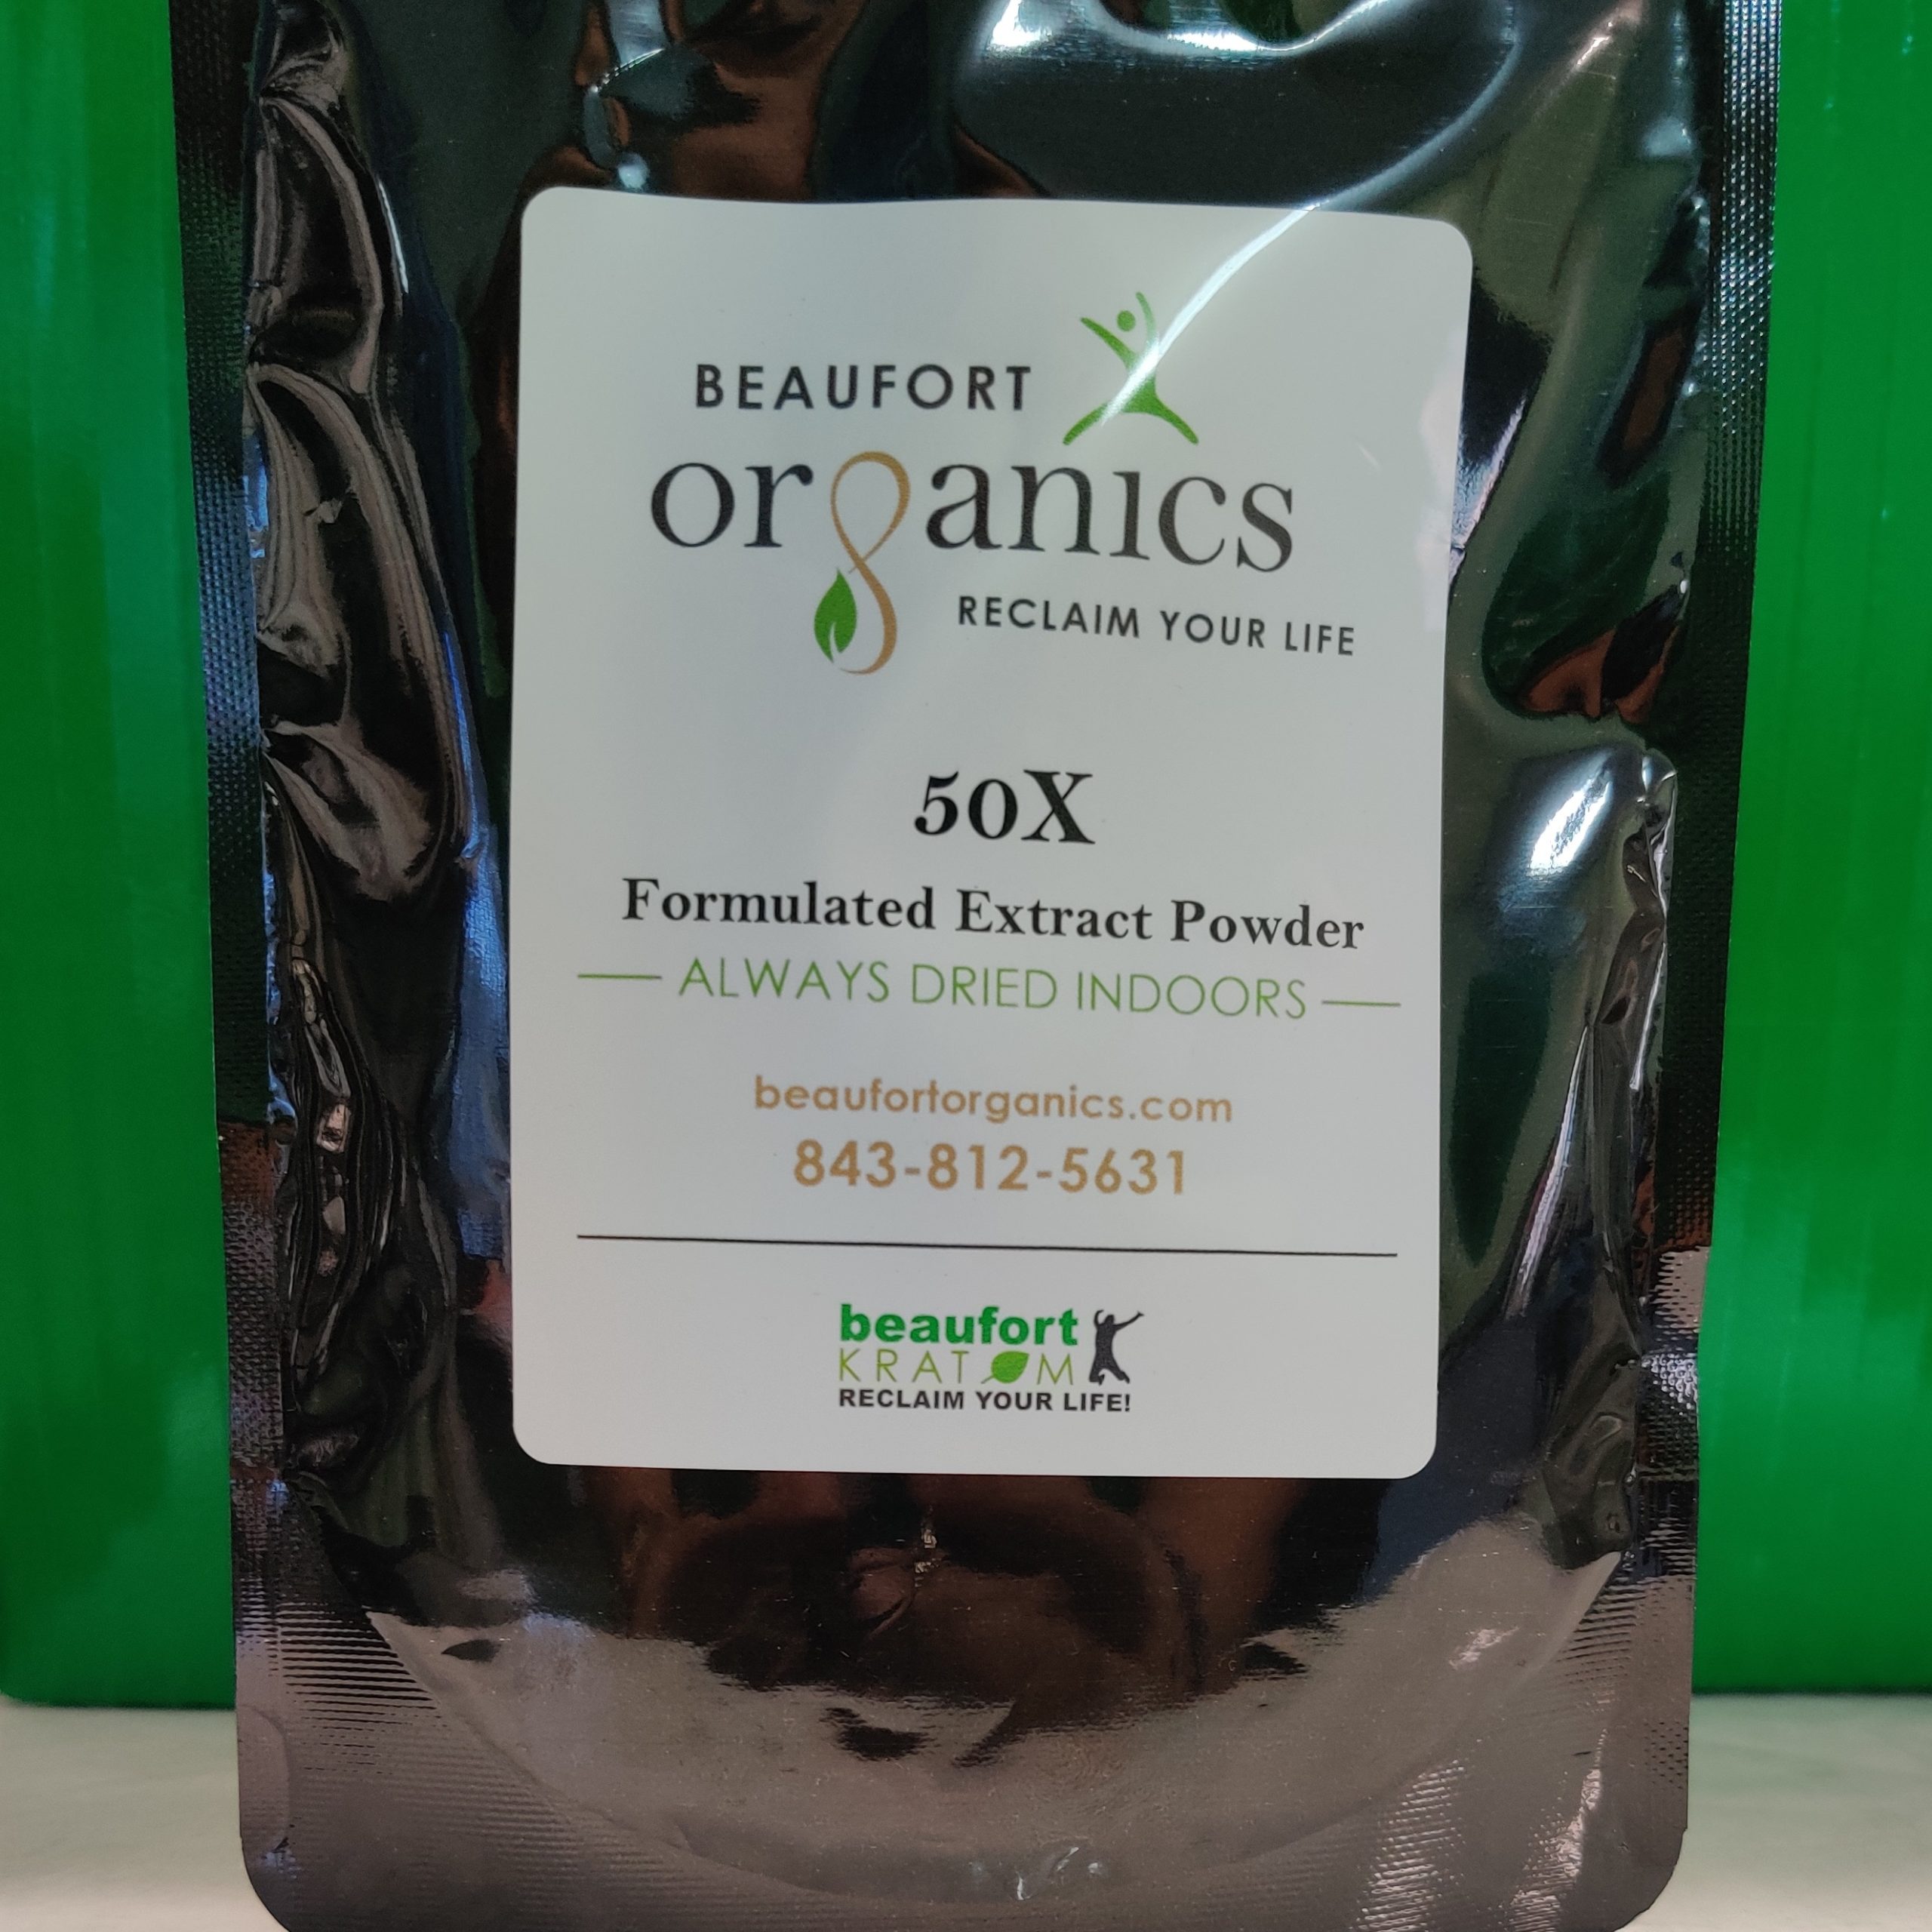 BEAUFORT
organics
RECLAIM YOUR LIFE
50X
Formulated Extract Powder
ALWAYS DRIED INDOORS
beaufortorganics.com
843-812-5631
beaufort
KRATOM
RECLAIM YOUR LIFE!